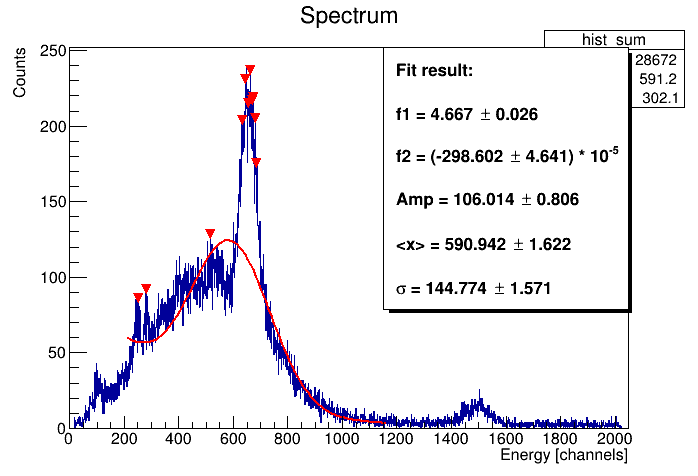 Spectrum
hist_sum
28672
591.2
302.1
Fit result:
f1 = 4.667 ± 0.026
f2 = (-298.602 ± 4.641) * 10-5
Amp = 106.014 ± 0.806
<x> = 590.942 ± 1.622
σ = 144.774 ± 1.571
Counts
250
200
150
100
50
0
0 200 400 600 800 1000 1200 1400 1600 1800 2000
Energy [channels]